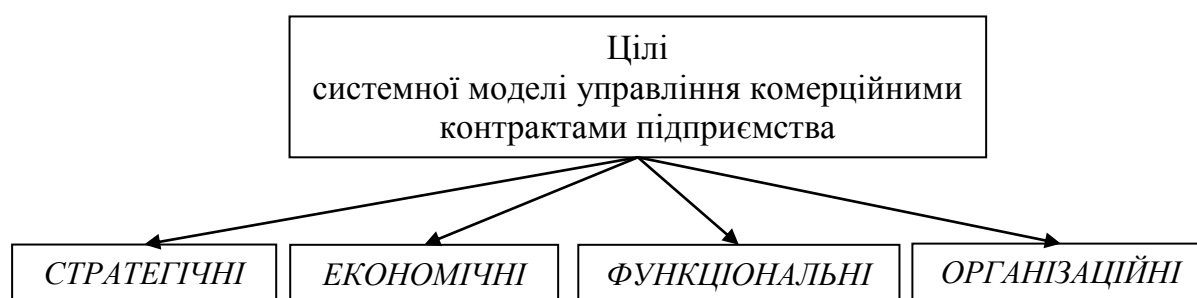 Цілі
системної моделі управління комерційними
контрактами підприємства
СТРАТЕГІЧНІ ЕКОНОМІЧНІ ФУНКЦІОНАЛЬНІ ОРГАНІЗАЦІЙНІ